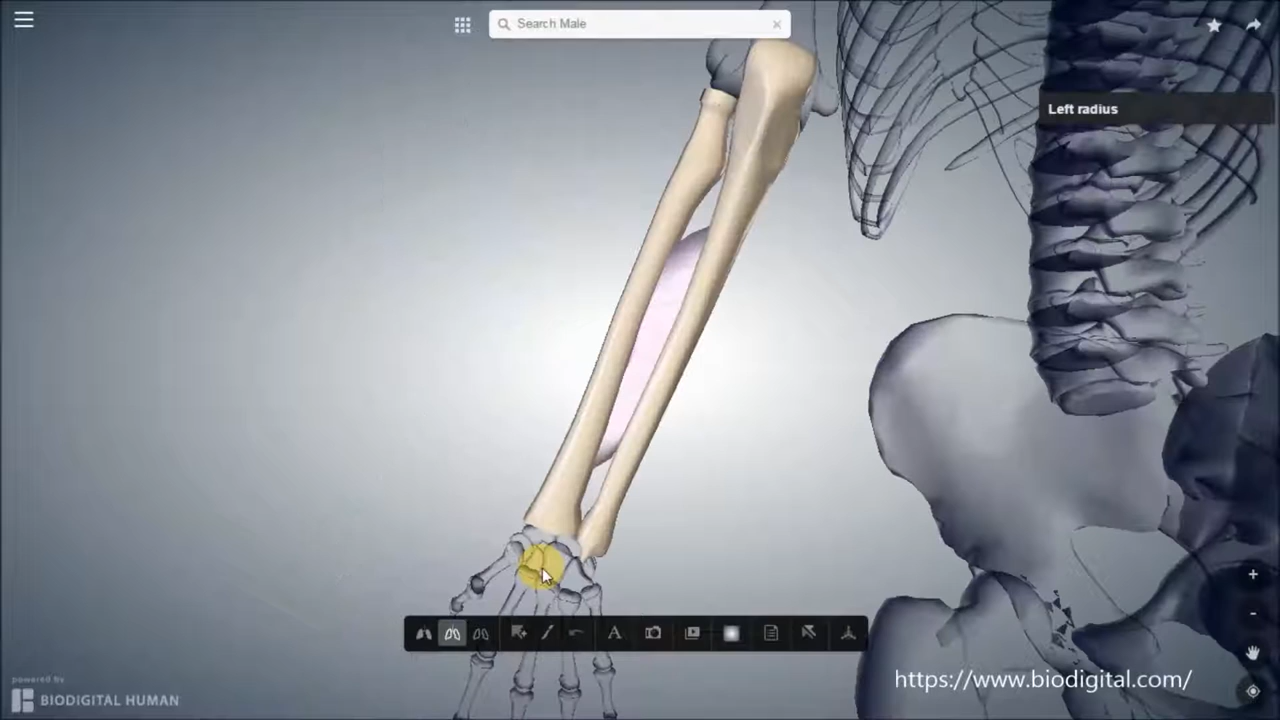 Search Male
Left radius
A
powered by
BIODIGITAL HUMAN
https://www.biodigital.com/